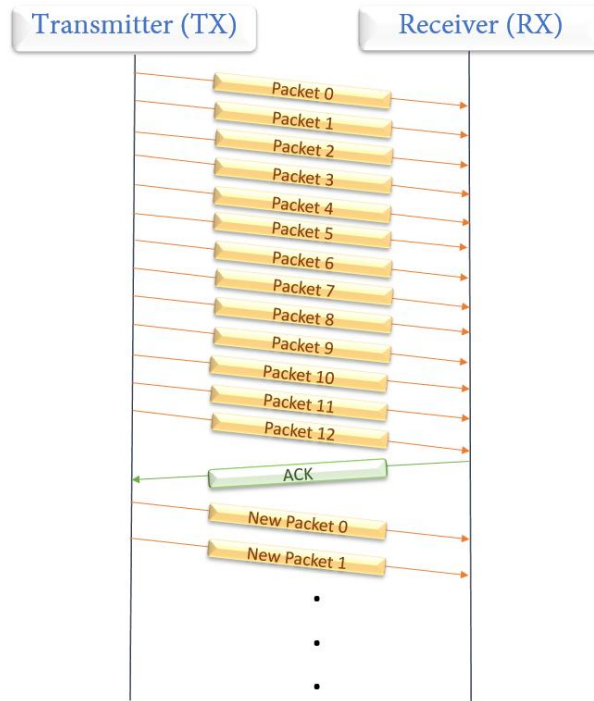 Transmitter (TX)
Receiver (RX)
Packet 0
Packet 1
Packet 2
Packet 3
Packet 4
Packet 5
Packet 6
Packet 7
Packet 8
Packet 9
Packet 10
Packet 11
Packet 12
ACK
New Packet 0
New Packet 1